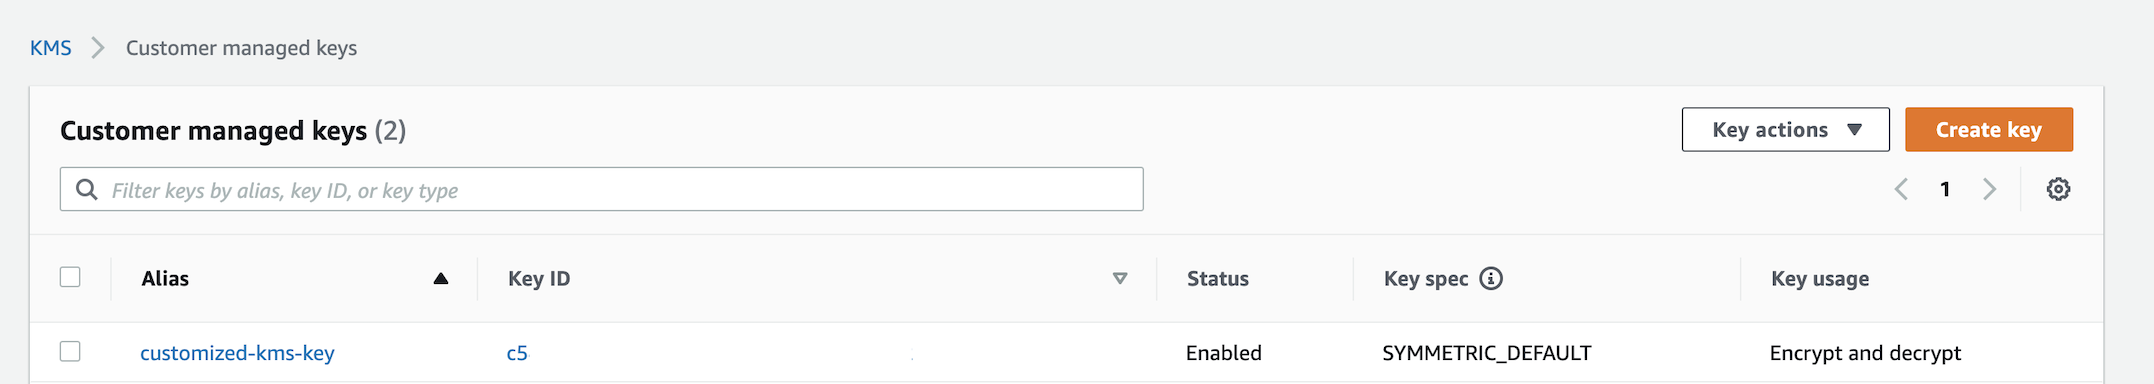 KMS > Customer managed keys
Customer managed keys (2)
Key actions
Create key
Filter keys by alias, key ID, or key type
1
Alias Key ID Status Key spec Key usage
customized-kms-key c5 Enabled SYMMETRIC_DEFAULT Encrypt and decrypt